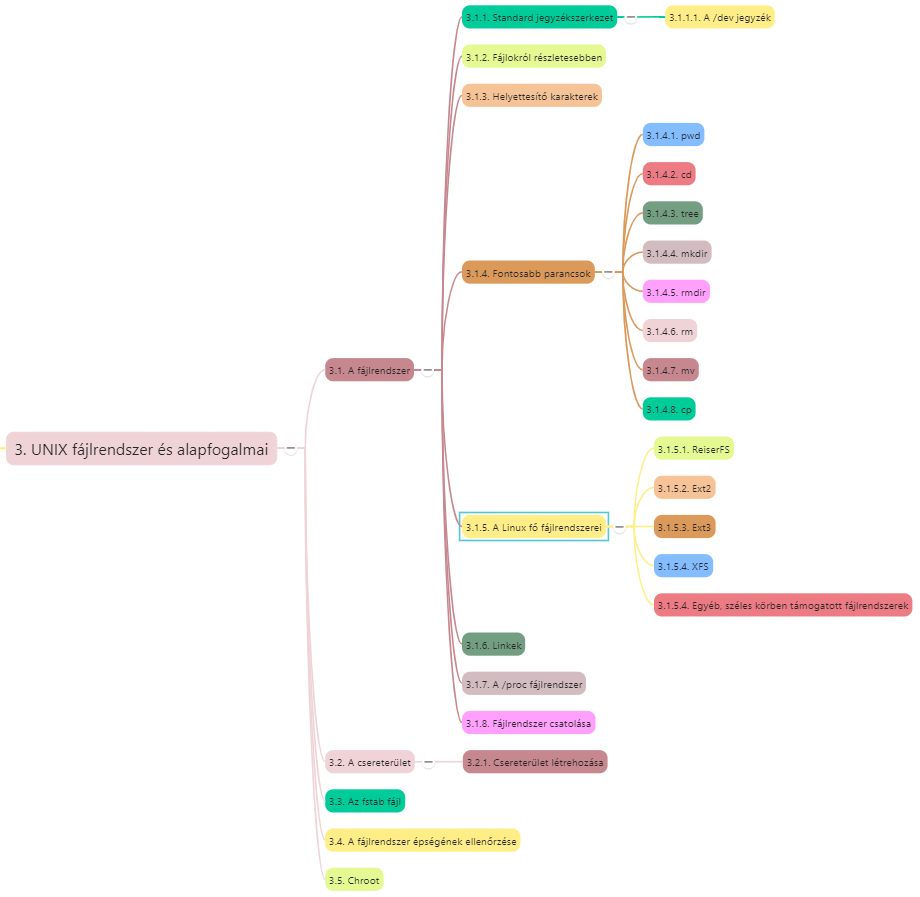 3. UNIX fájlrendszer és alapfogalmai
3.1. A fájlrendszer
3.1.1. Standard jegyzékszerkezet
3.1.1.1. A /dev jegyzék
3.1.2. Fájlokról részletesebben
3.1.3. Helyettesítő karakterek
3.1.4. Fontosabb parancsok
3.1.4.1. pwd
3.1.4.2. cd
3.1.4.3. tree
3.1.4.4. mkdir
3.1.4.5. rmdir
3.1.4.6. rm
3.1.4.7. mv
3.1.4.8. cp
3.1.5. A Linux fő fájlrendszerei
3.1.5.1. ReiserFS
3.1.5.2. Ext2
3.1.5.3. Ext3
3.1.5.4. XFS
3.1.5.4. Egyéb, széles körben támogatott fájlrendszerek
3.1.6. Linkek
3.1.7. A /proc fájlrendszer
3.1.8. Fájlrendszer csatolása
3.2. A csereterület
3.2.1. Csereterület létrehozása
3.3. Az fstab fájl
3.4. A fájlrendszer épségének ellenőrzése
3.5. Chroot